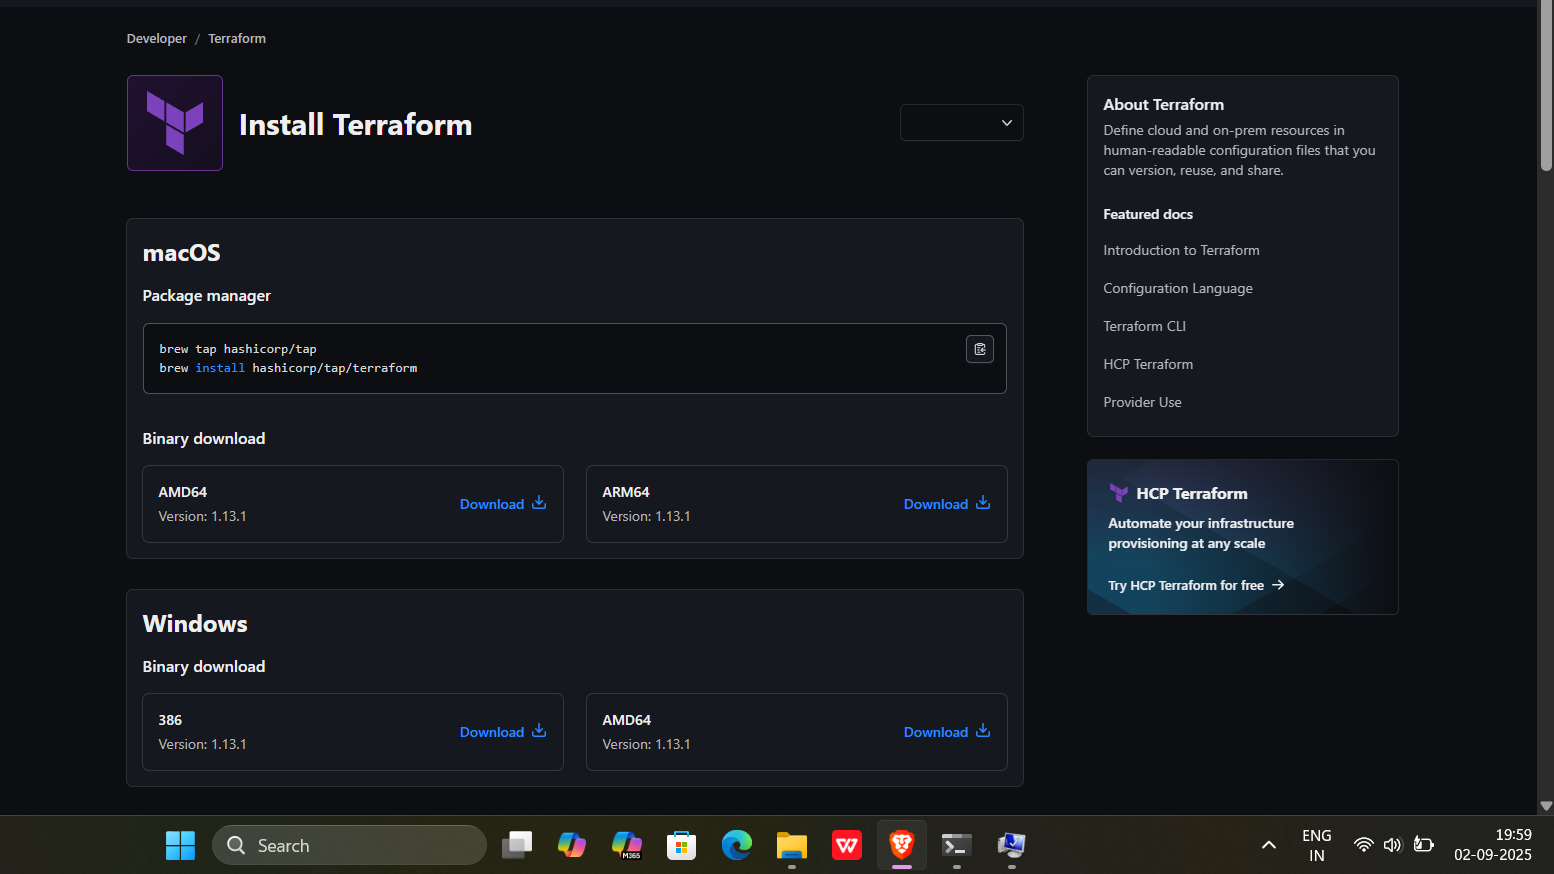 Developer / Terraform
Install Terraform
macOS
Package manager
brew tap hashicorp/tap
brew install hashicorp/tap/terraform
Binary download
AMD64
Version: 1.13.1
Download
ARM64
Version: 1.13.1
Download
Windows
Binary download
386
Version: 1.13.1
Download
AMD64
Version: 1.13.1
Download
About Terraform
Define cloud and on-prem resources in
human-readable configuration files that you
can version, reuse, and share.
Featured docs
Introduction to Terraform
Configuration Language
Terraform CLI
HCP Terraform
Provider Use
HCP Terraform
Automate your infrastructure
provisioning at any scale
Try HCP Terraform for free →
Search
M365
W
ENG
IN
19:59
02-09-2025